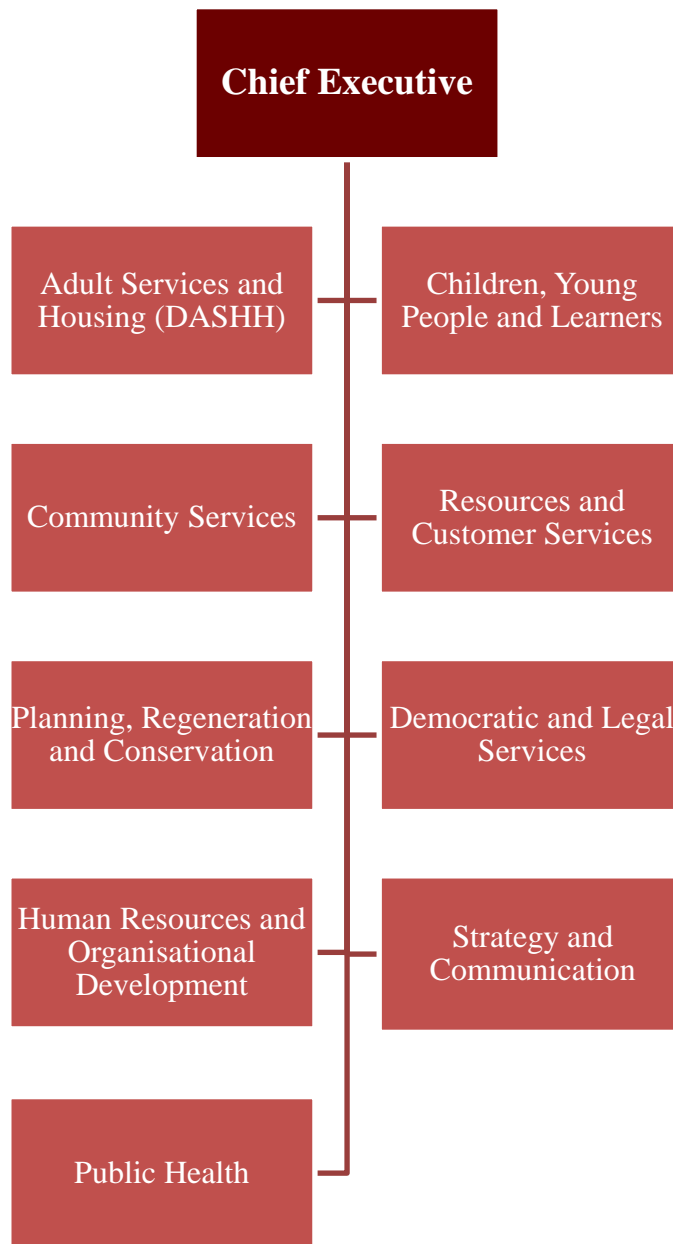 Chief Executive
Adult Services and
Housing (DASHH)
Children, Young
People and Learners
Community Services
Resources and
Customer Services
Planning, Regeneration
and Conservation
Democratic and Legal
Services
Human Resources and
Organisational
Development
Strategy and
Communication
Public Health